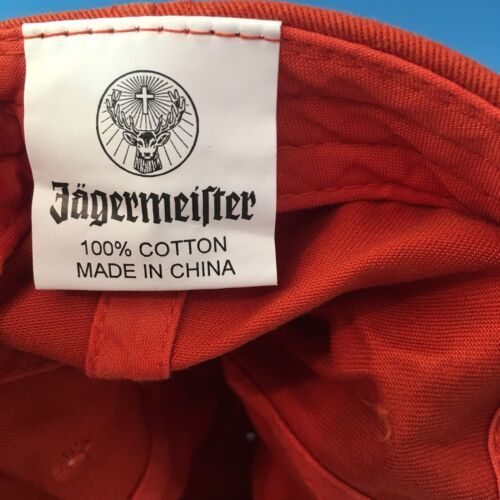 Jägermeiſter
100% COTTON
MADE IN CHINA